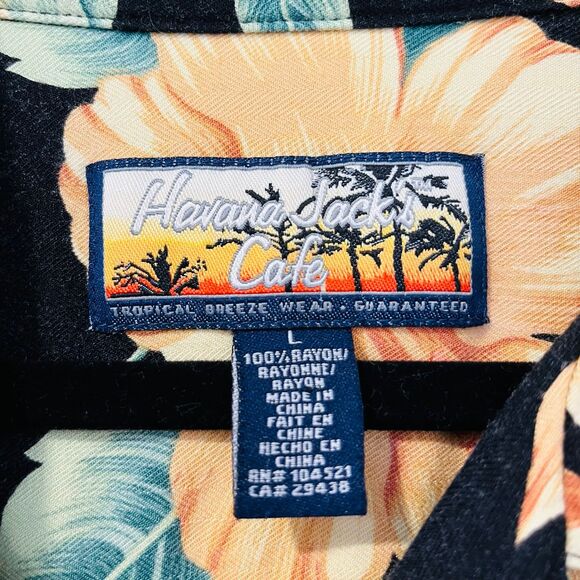 Havana Jack's™
Cafe
TROPICAL BREEZE WEAR • GUARANTEED
L
100% RAYON/
RAYONNE/
RAYON
MADE IN
CHINA
FAIT EN
CHINE
HECHO EN
CHINA
RN# 104521
CA# 29438